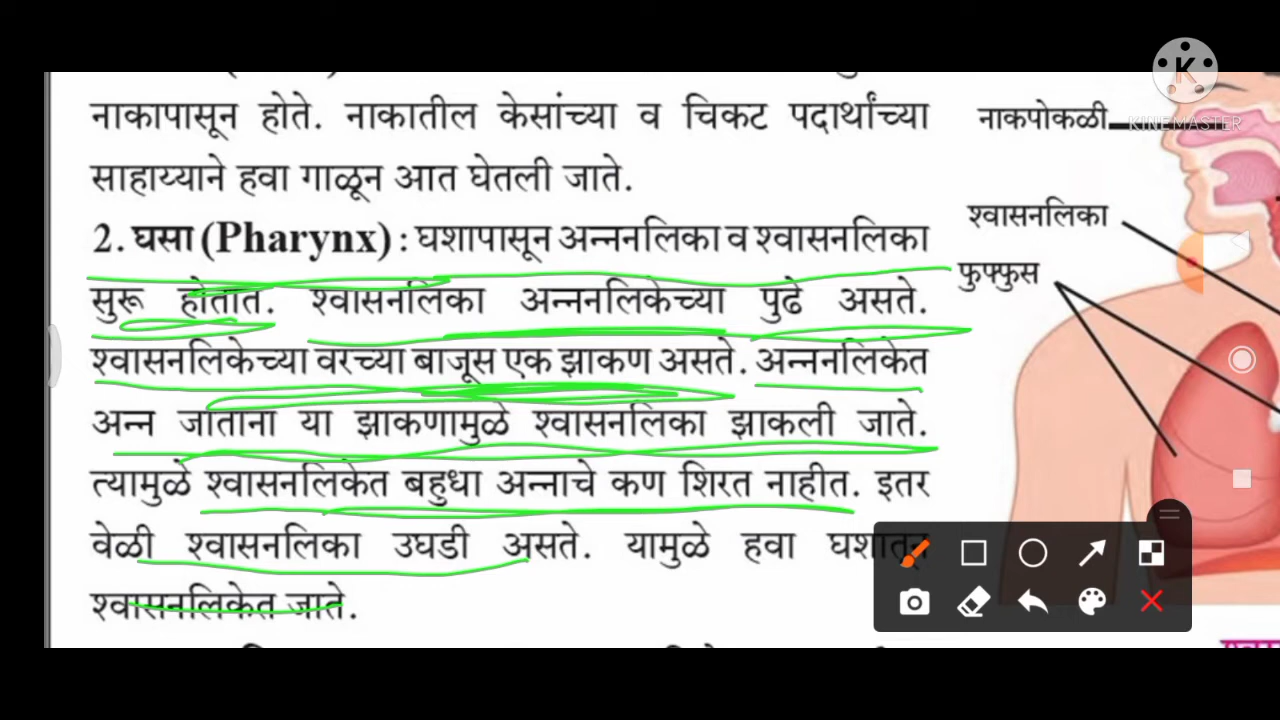 नाकापासून होते. नाकातील केसांच्या व चिकट पदार्थांच्या
साहाय्याने हवा गाळून आत घेतली जाते.
2. घसा (Pharynx) : घशापासून अन्ननलिका व श्वासनलिका
सुरू होतात. श्वासनलिका अन्ननलिकेच्या पुढे असते.
श्वासनलिकेच्या वरच्या बाजूस एक झाकण असते. अन्ननलिकेत
अन्न जाताना या झाकणामुळे श्वासनलिका झाकली जाते.
त्यामुळे श्वासनलिकेत बहुधा अन्नाचे कण शिरत नाहीत. इतर
वेळी श्वासनलिका उघडी असते. यामुळे हवा घशातून
श्वासनलिकेत जाते.
नाकपोकळी
श्वासनलिका
फुफ्फुस
K
KINEMASTER